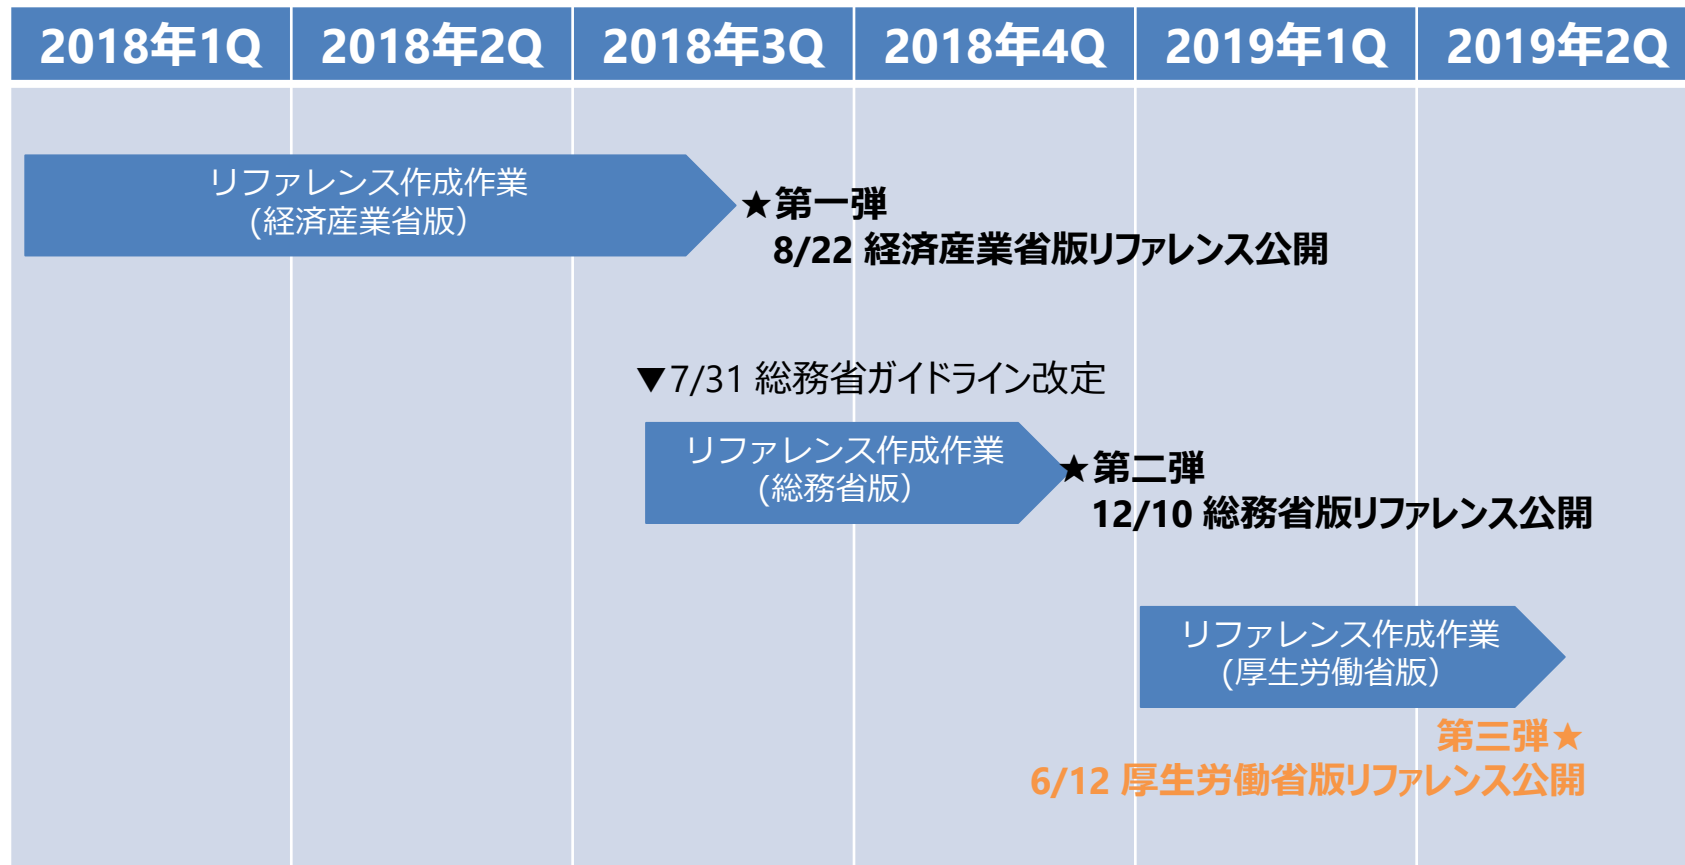 2018年1Q 2018年2Q 2018年3Q 2018年4Q 2019年1Q 2019年2Q
リファレンス作成作業
(経済産業省版）
★第一弾
8/22 経済産業省版リファレンス公開
▼7/31 総務省ガイドライン改定
リファレンス作成作業
(総務省版）
★第二弾
12/10 総務省版リファレンス公開
リファレンス作成作業
(厚生労働省版）
第三弾★
6/12 厚生労働省版リファレンス公開